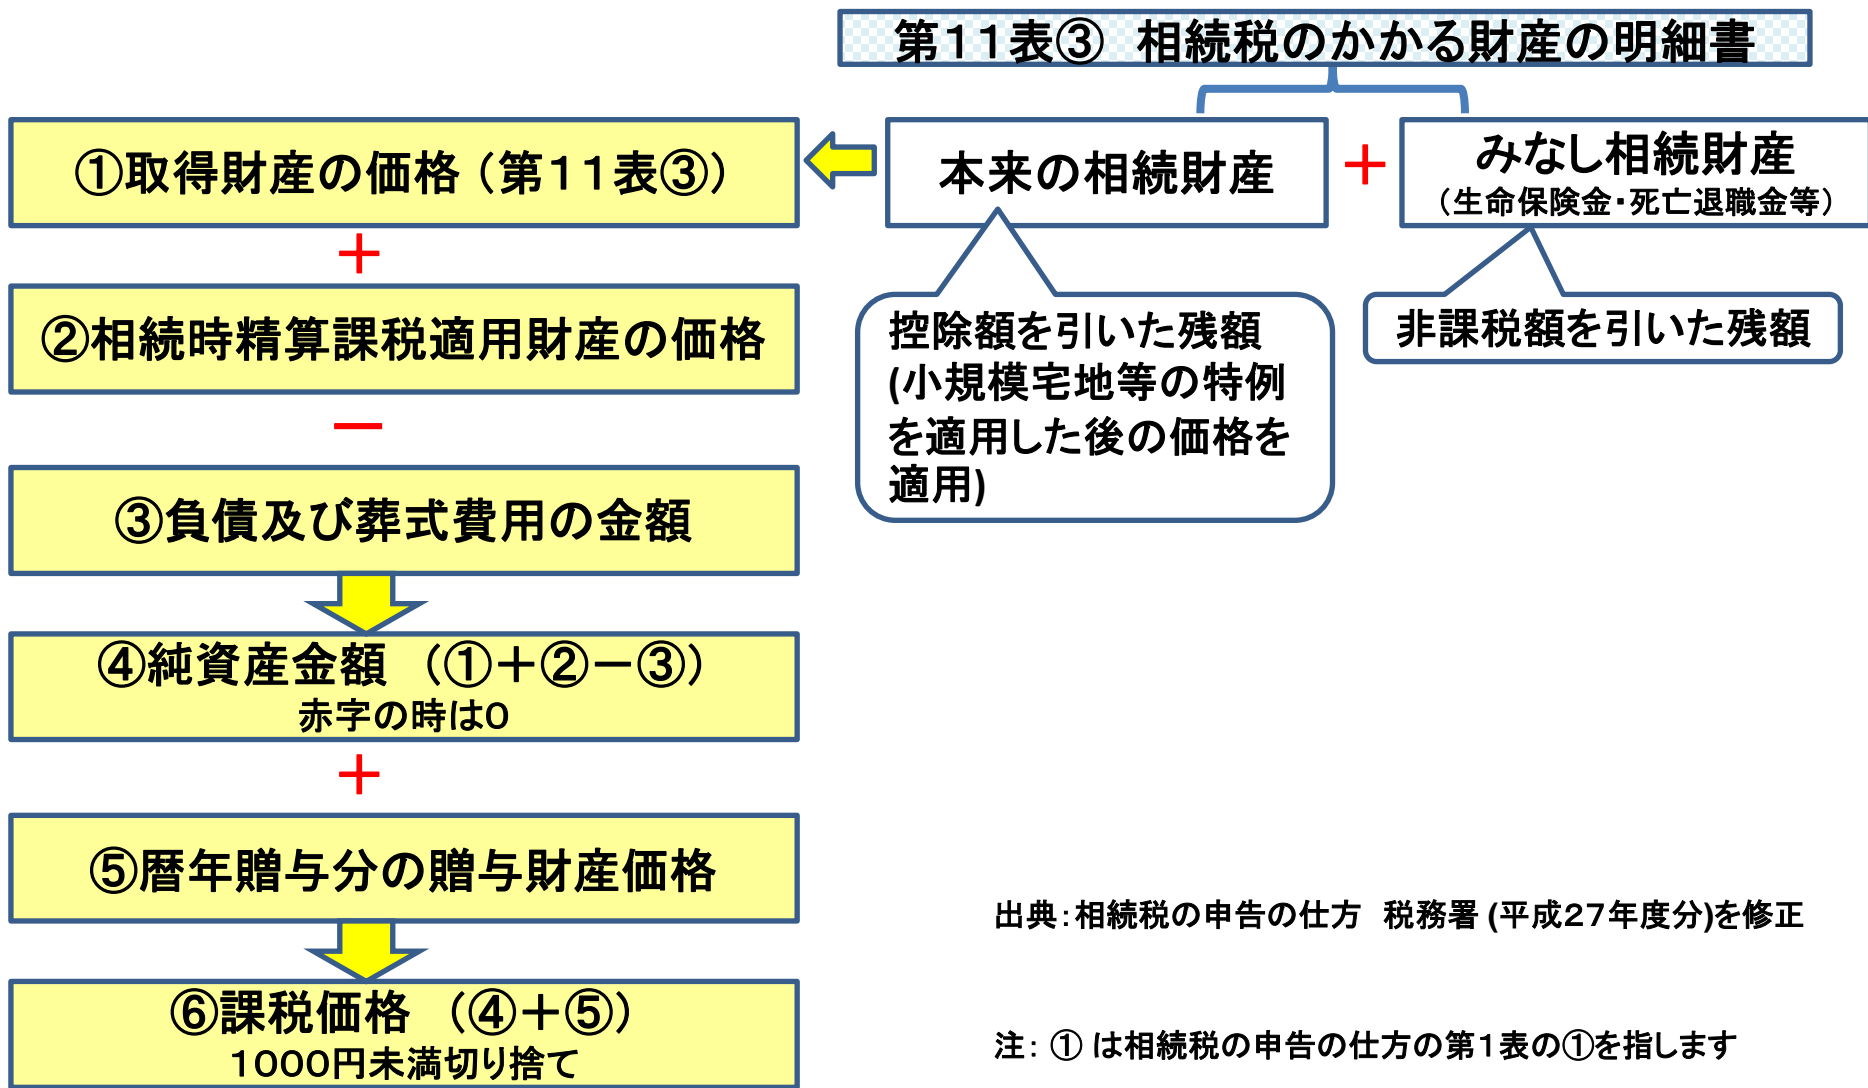 第１１表③　相続税のかかる財産の明細書
①取得財産の価格（第１１表③）
本来の相続財産
＋
みなし相続財産
（生命保険金・死亡退職金等）
＋
②相続時精算課税適用財産の価格
控除額を引いた残額
(小規模宅地等の特例
を適用した後の価格を
適用)
非課税額を引いた残額
－
③負債及び葬式費用の金額
④純資産金額　（①＋②－③）
赤字の時は０
＋
⑤暦年贈与分の贈与財産価格
⑥課税価格　（④＋⑤）
１０００円未満切り捨て
出典：相続税の申告の仕方　税務署 (平成２７年度分)を修正
注： ① は相続税の申告の仕方の第１表の①を指します